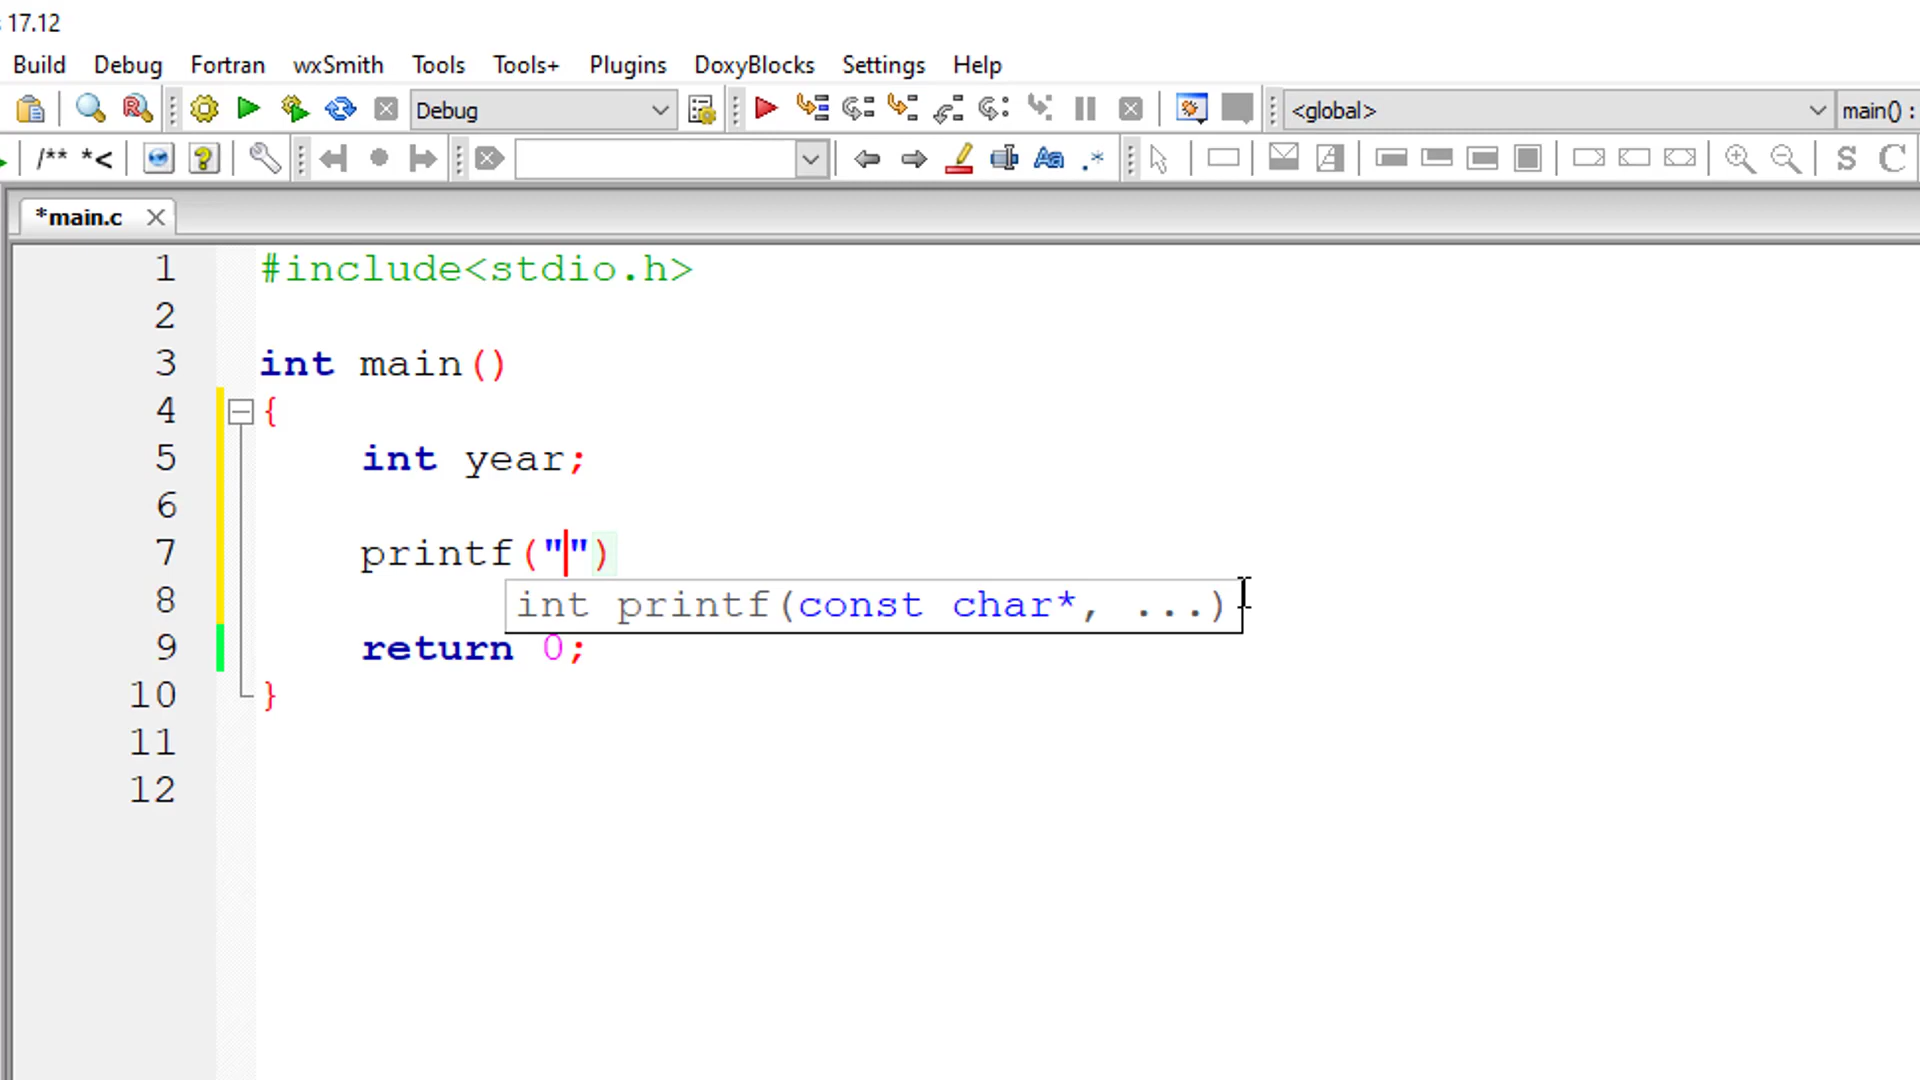 17.12
Build Debug Fortran wxSmith Tools Tools+ Plugins DoxyBlocks Settings Help
Debug <global> main() :
/** *< Aa .* S C
*main.c
1 #include<stdio.h>
2
3 int main()
4 {
5 int year;
6
7 printf("")
8 int printf(const char*, ...)
9 return 0;
10 }
11
12